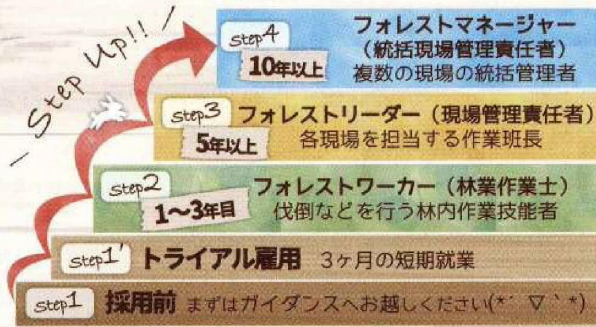 Step Up!!
step4
10年以上
フォレストマネージャー
(統括現場管理責任者)
複数の現場の統括管理者
step3
5年以上
フォレストリーダー(現場管理責任者)
各現場を担当する作業班長
step2
1〜3年目
フォレストワーカー(林業作業士)
伐倒などを行う林内作業技能者
step1' トライアル雇用 3ヶ月の短期就業
step1 採用前 まずはガイダンスへお越しください(*´▽`*)